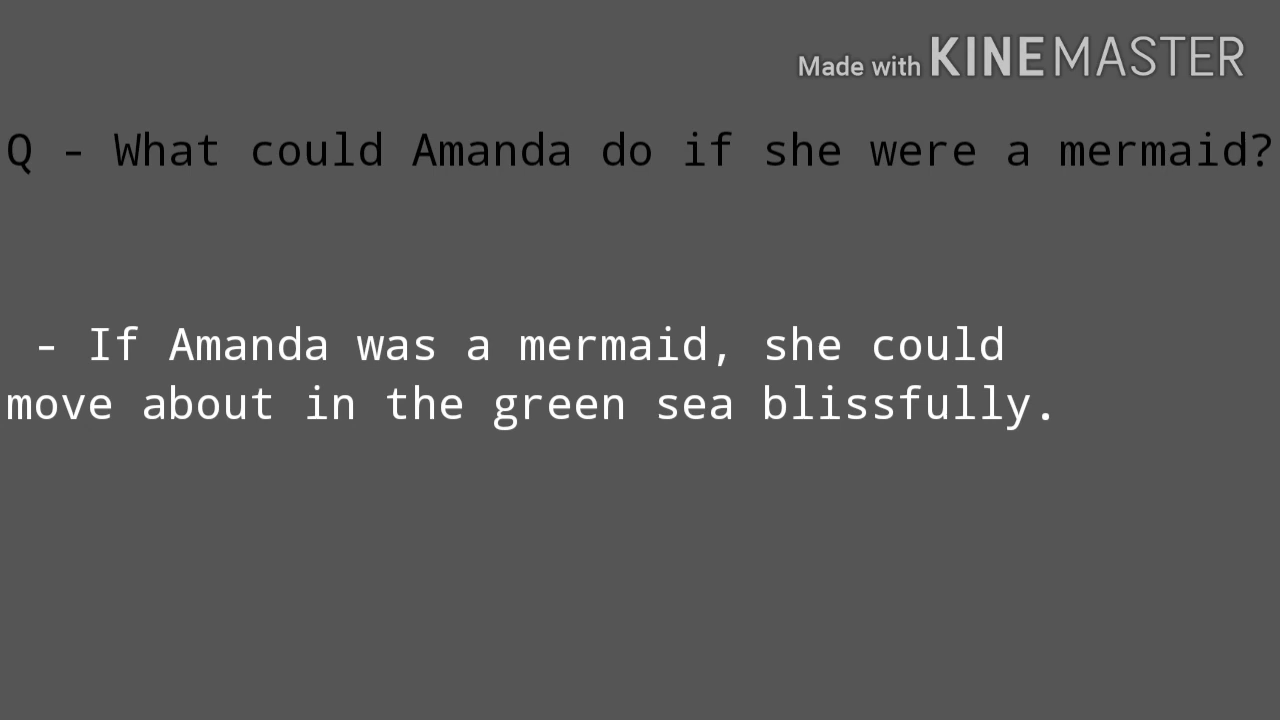 Made with KINEMASTER
Q - What could Amanda do if she were a mermaid?
- If Amanda was a mermaid, she could
move about in the green sea blissfully.